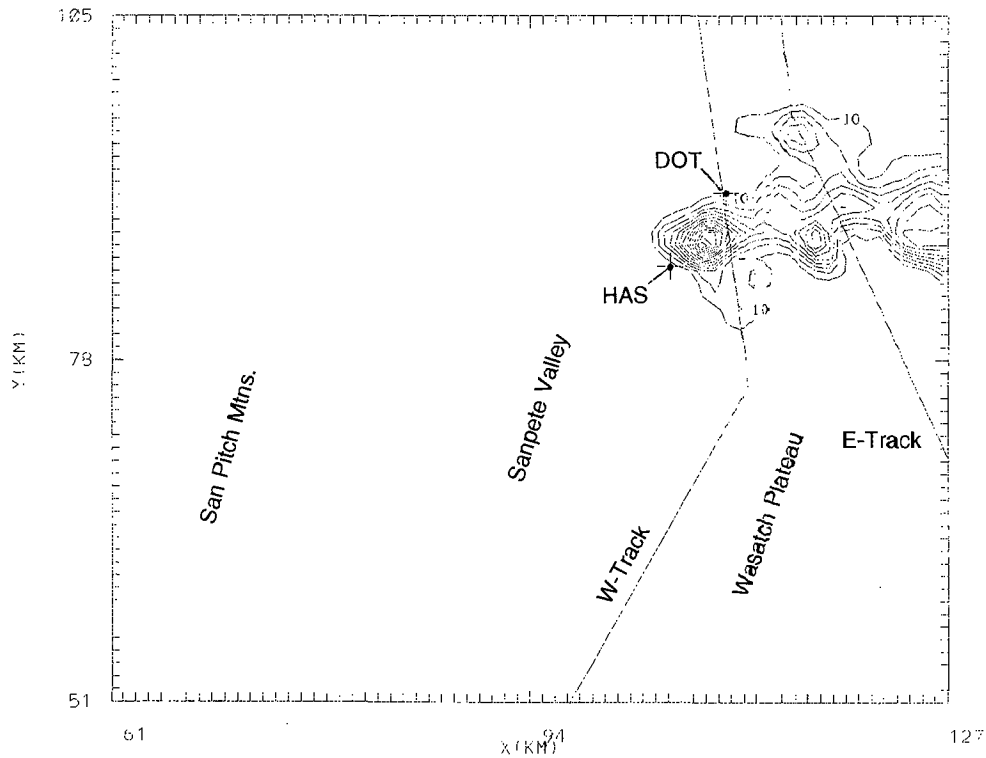 105
10
DOT
HAS
10
78
Y(KM)
San Pitch Mtns.
Sanpete Valley
E-Track
Wasatch Plateau
W-Track
51
61
94
127
X(KM)